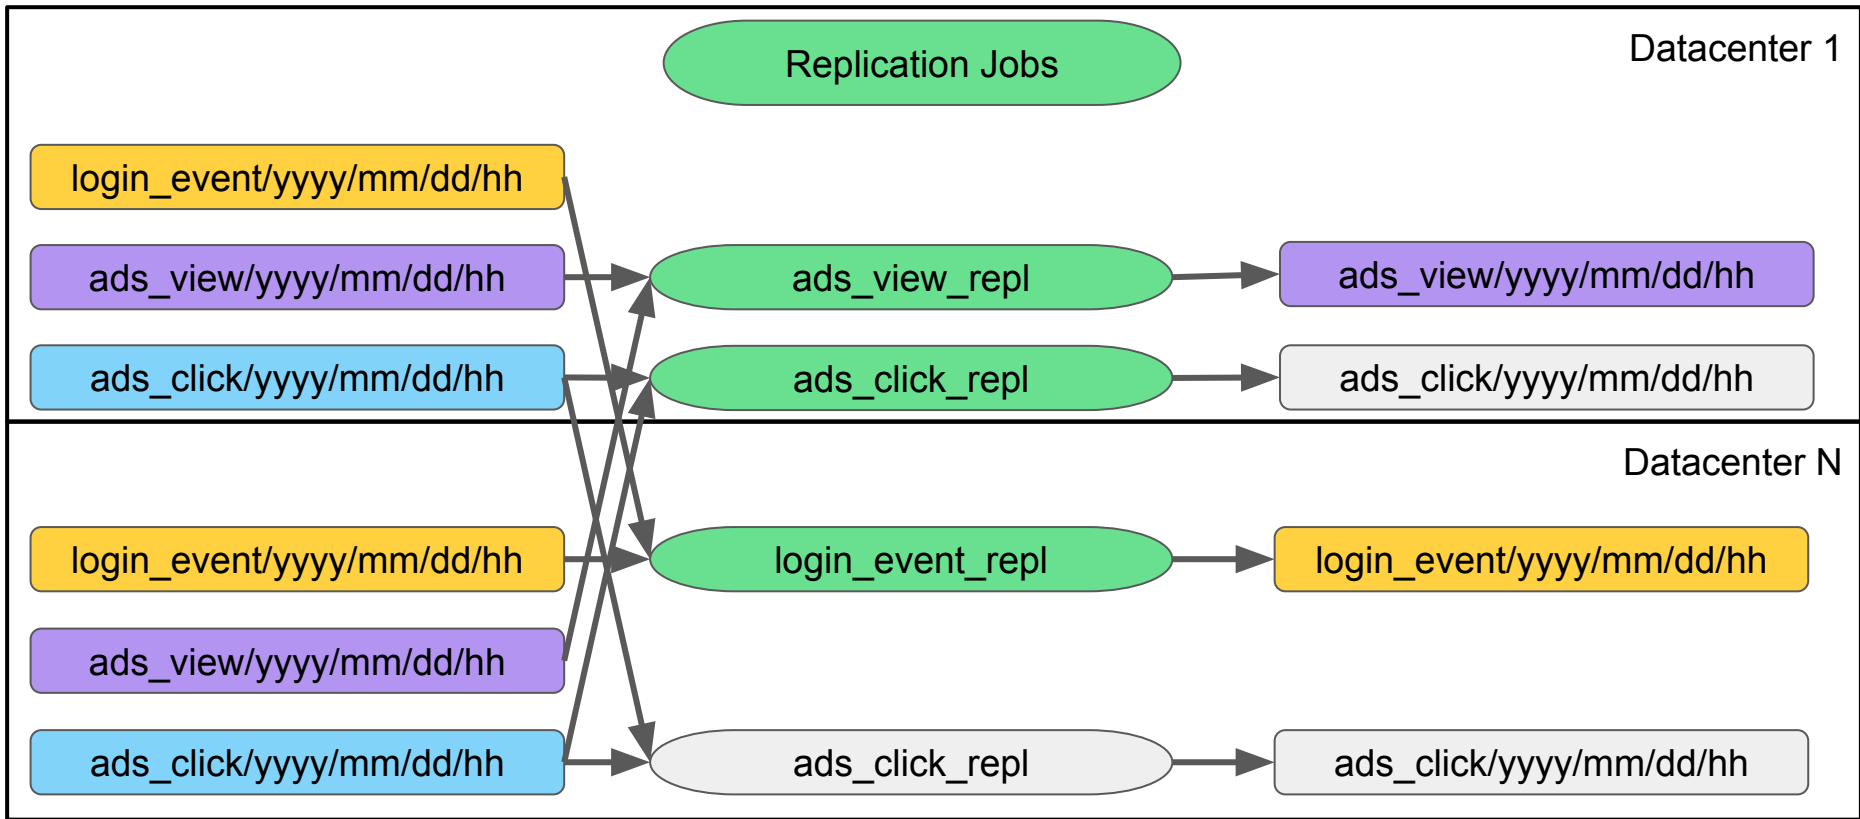 Replication Jobs
Datacenter 1
login_event/yyyy/mm/dd/hh
ads_view/yyyy/mm/dd/hh
ads_view_repl
ads_view/yyyy/mm/dd/hh
ads_click/yyyy/mm/dd/hh
ads_click_repl
ads_click/yyyy/mm/dd/hh
Datacenter N
login_event/yyyy/mm/dd/hh
login_event_repl
login_event/yyyy/mm/dd/hh
ads_view/yyyy/mm/dd/hh
ads_click/yyyy/mm/dd/hh
ads_click_repl
ads_click/yyyy/mm/dd/hh